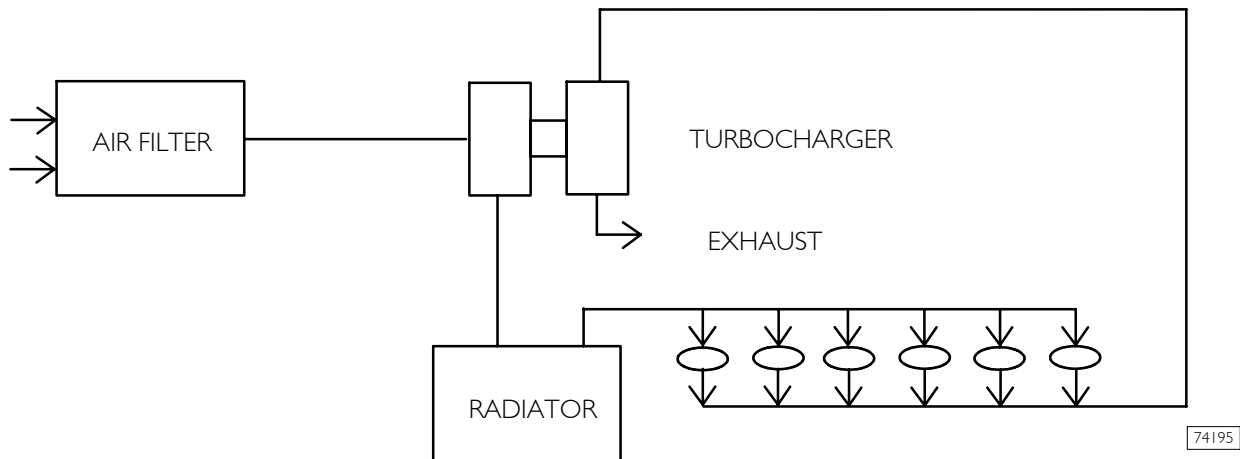 AIR FILTER
TURBOCHARGER
EXHAUST
RADIATOR
74195